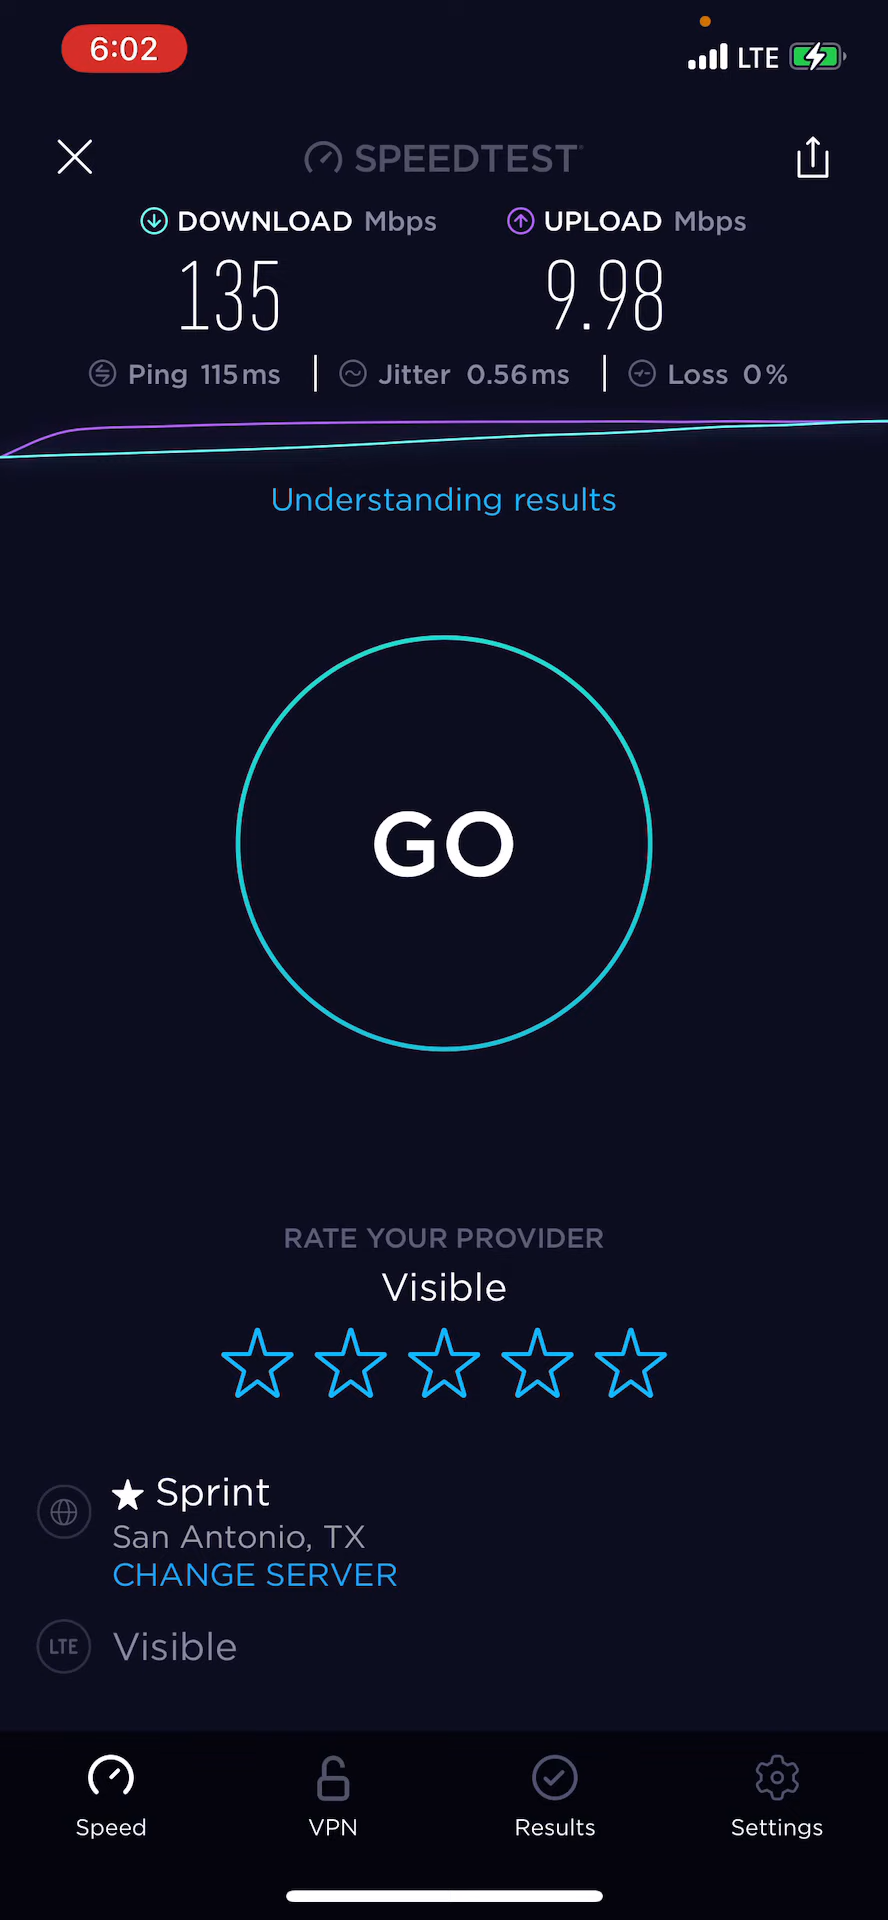 6:02 LTE
SPEEDTEST
DOWNLOAD Mbps UPLOAD Mbps
135 9.98
Ping 115 ms Jitter 0.56 ms Loss 0 %
Understanding results
GO
RATE YOUR PROVIDER
Visible
Sprint
San Antonio, TX
CHANGE SERVER
LTE Visible
Speed VPN Results Settings